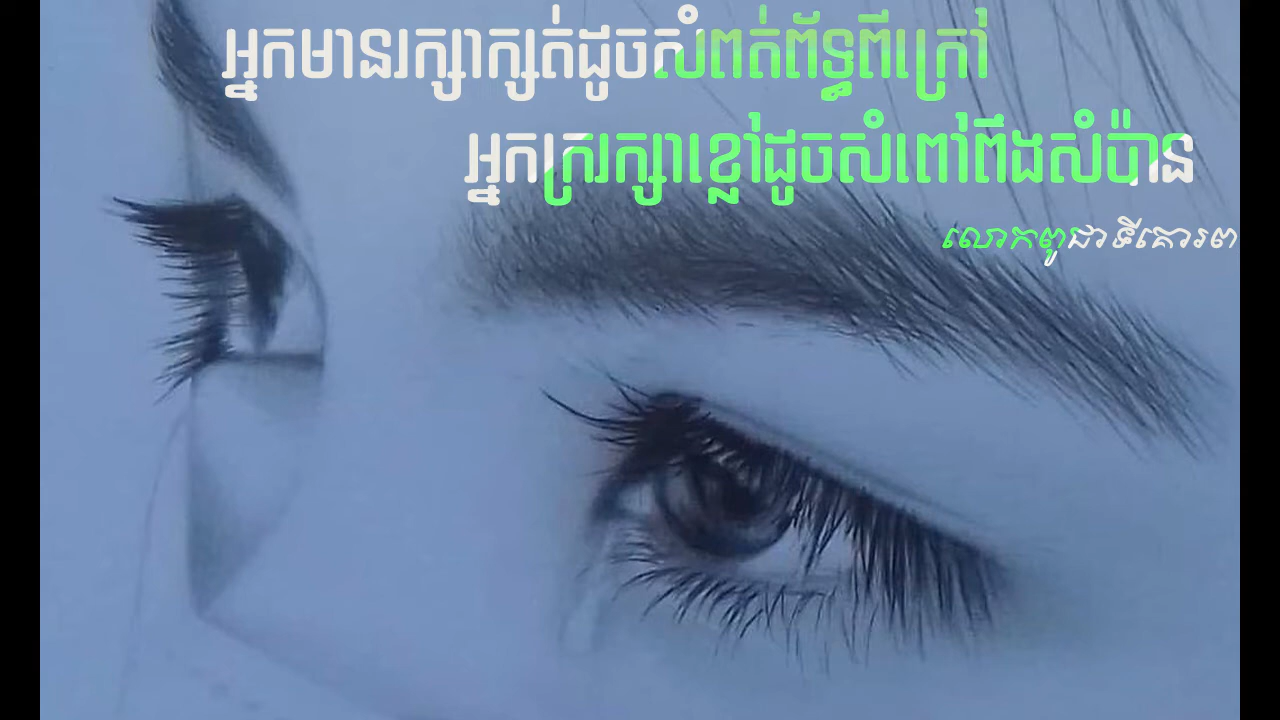 អ្នកមានរក្សាក្សត់ដូចសំពត់ព័ទ្ធពីក្រៅ
អ្នកក្ររក្សាខ្លៅដូចសំពៅពឹងសំប៉ាន
លោកពូជាទីគោរព